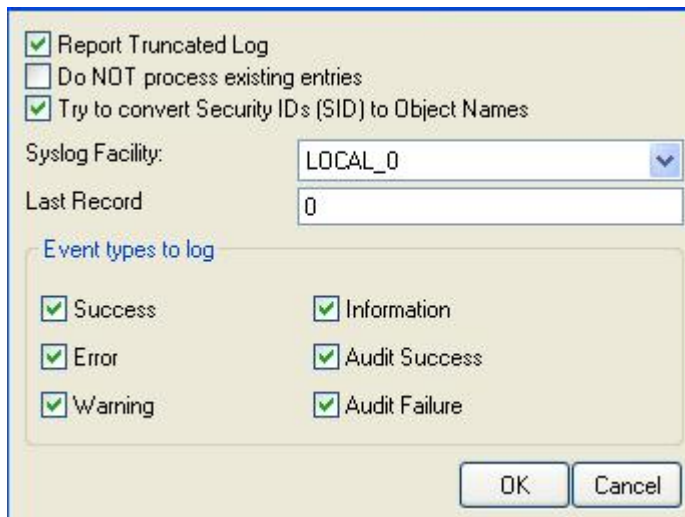 Report Truncated Log
Do NOT process existing entries
Try to convert Security IDs (SID) to Object Names
Syslog Facility: LOCAL_0
Last Record 0
Event types to log
Success Information
Error Audit Success
Warning Audit Failure
OK Cancel